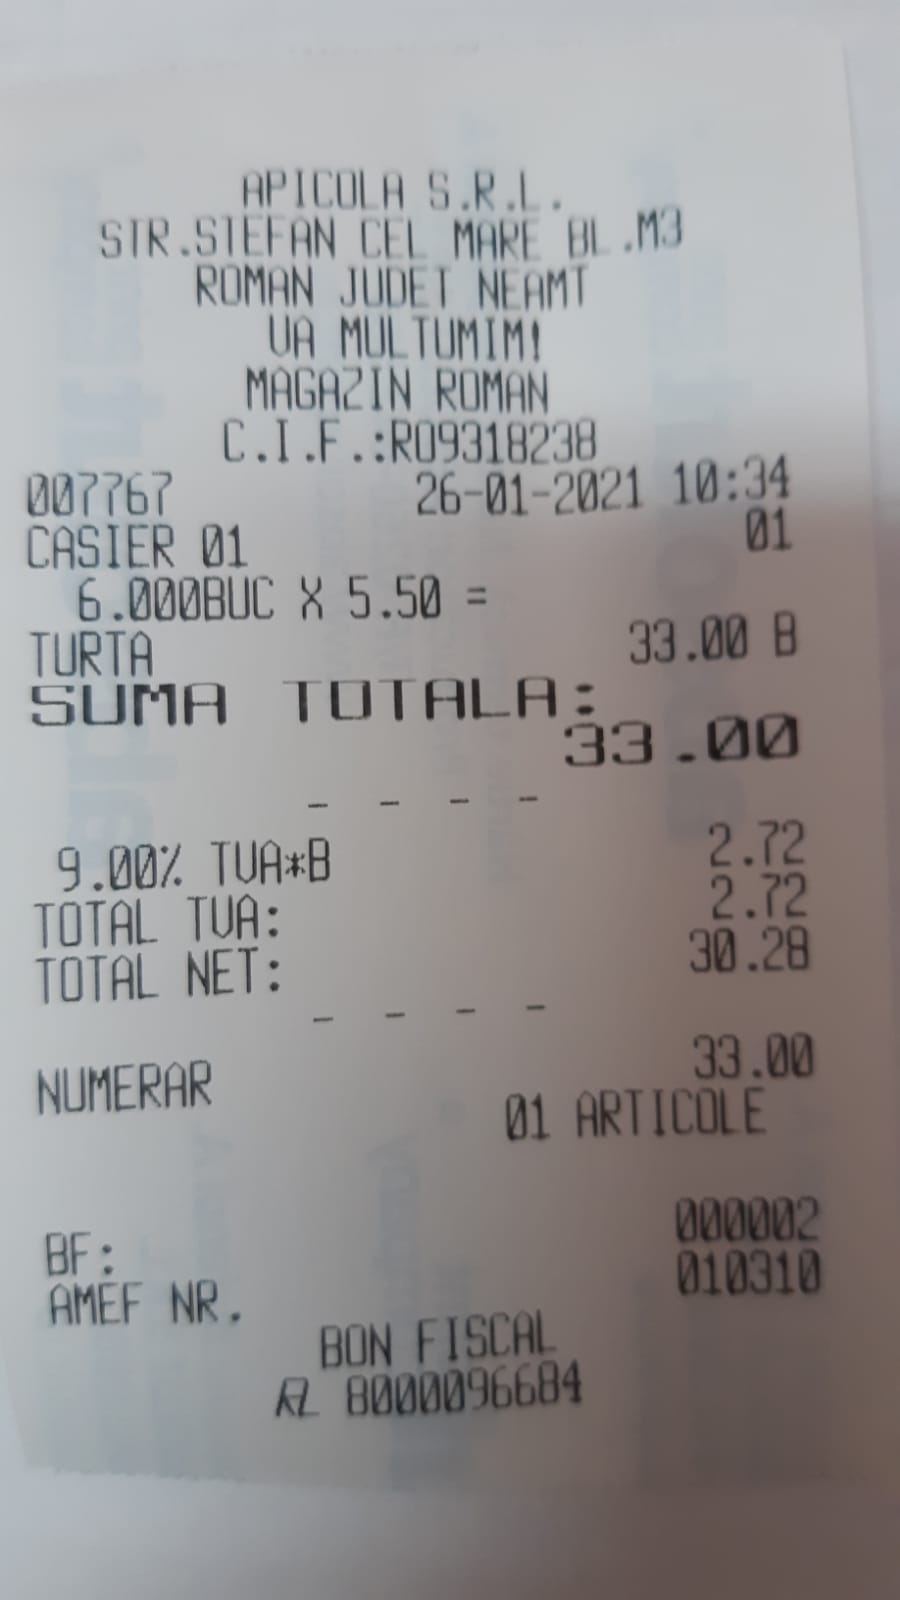 APICOLA S.R.L.
STR.STEFAN CEL MARE BL.M3
ROMAN JUDET NEAMT
VA MULTUMIM!
MAGAZIN ROMAN
C.I.F.:RO9318238
007767 26-01-2021 10:34
CASIER 01 01
6.000BUC X 5.50 =
TURTA 33.00 B
SUMA TOTALA:
33.00
- - - -
9.00% TVA*B 2.72
TOTAL TVA: 2.72
TOTAL NET: 30.28
- - - -
NUMERAR 33.00
01 ARTICOLE
BF: 000002
AMEF NR. 010310
BON FISCAL
8000096684